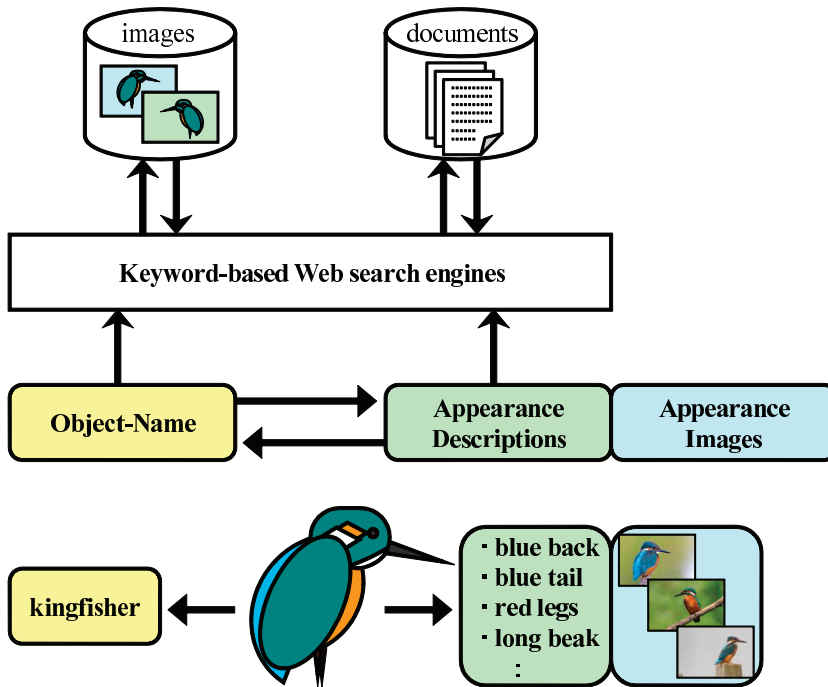 images
documents
Keyword-based Web search engines
Object-Name
Appearance
Descriptions
Appearance
Images
kingfisher
・blue back
・blue tail
・red legs
・long beak
: